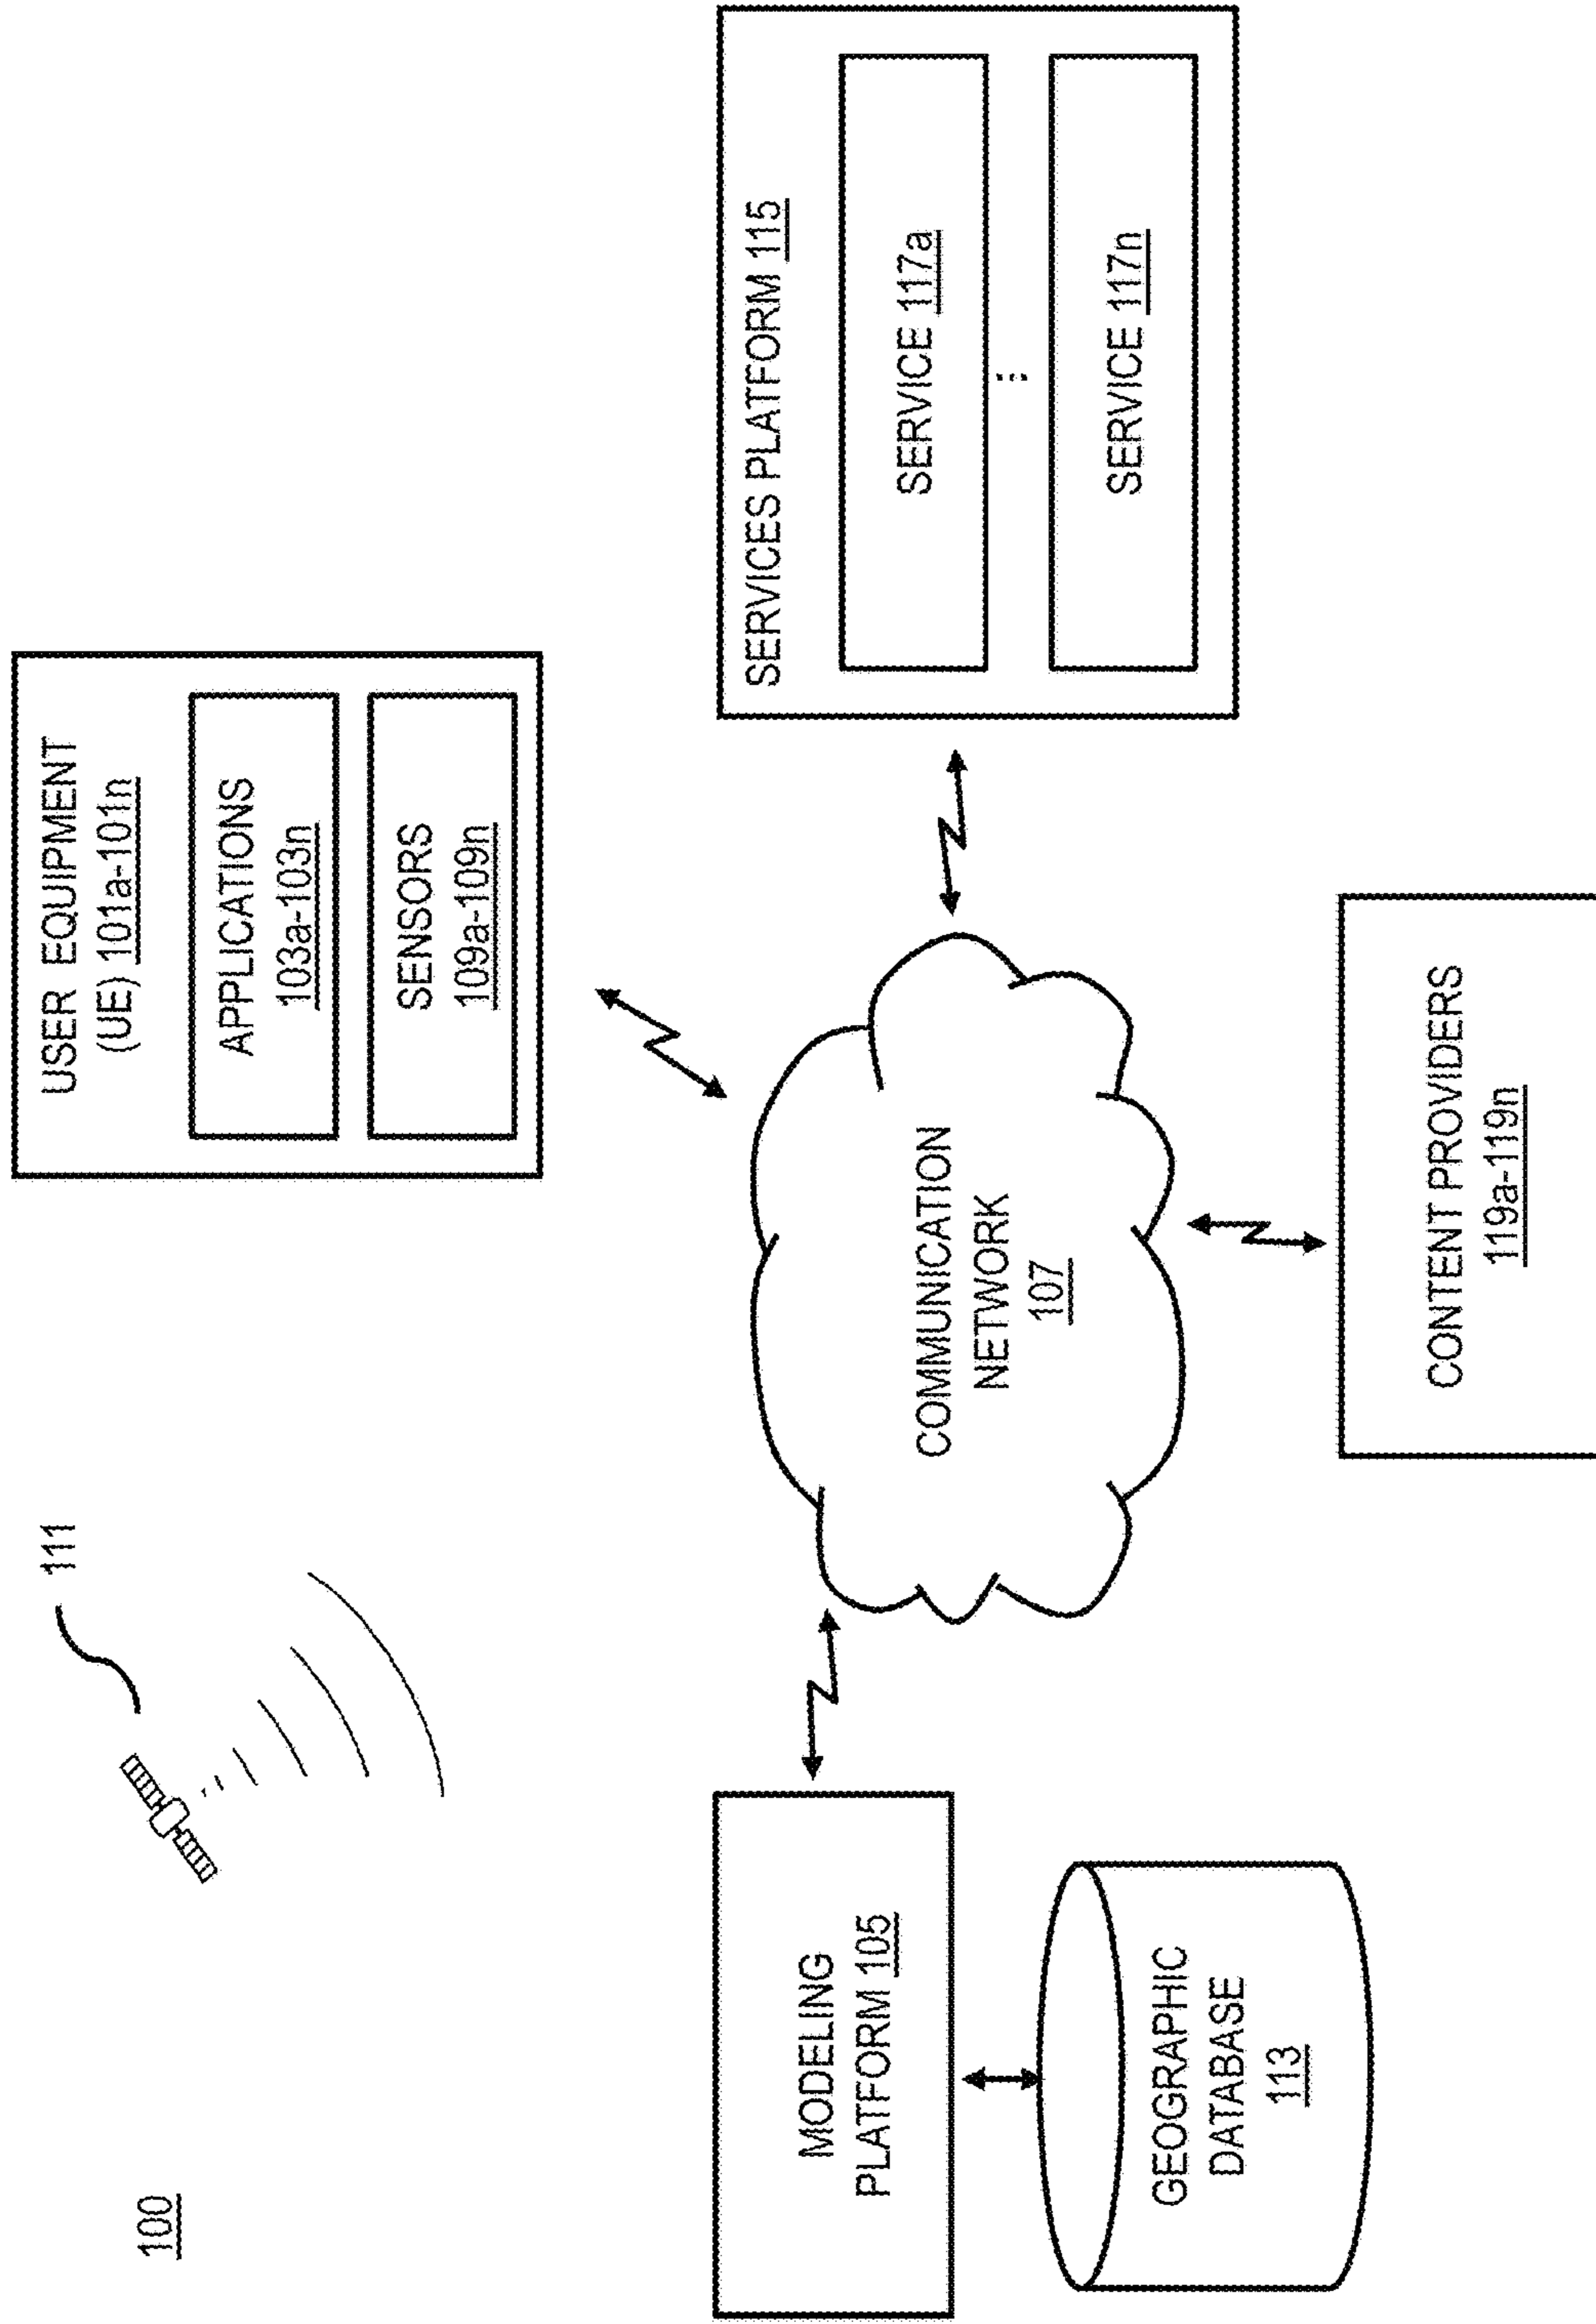 100
111
USER EQUIPMENT
(UE) 101a-101n
APPLICATIONS
103a-103n
SENSORS
109a-109n
MODELING
PLATFORM 105
GEOGRAPHIC
DATABASE
113
COMMUNICATION
NETWORK
107
SERVICES PLATFORM 115
SERVICE 117a
...
SERVICE 117n
CONTENT PROVIDERS
119a-119n